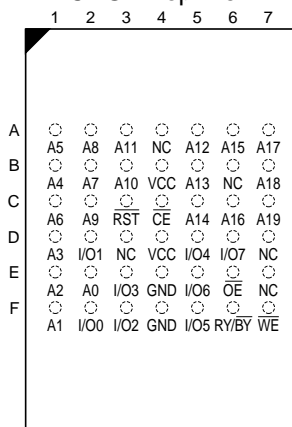 1 2 3 4 5 6 7
A
A5 A8 A11 NC A12 A15 A17
B
A4 A7 A10 VCC A13 NC A18
C
A6 A9 RST CE A14 A16 A19
D
A3 I/O1 NC VCC I/O4 I/O7 NC
E
A2 A0 I/O3 GND I/O6 OE NC
F
A1 I/O0 I/O2 GND I/O5 RY/BY WE